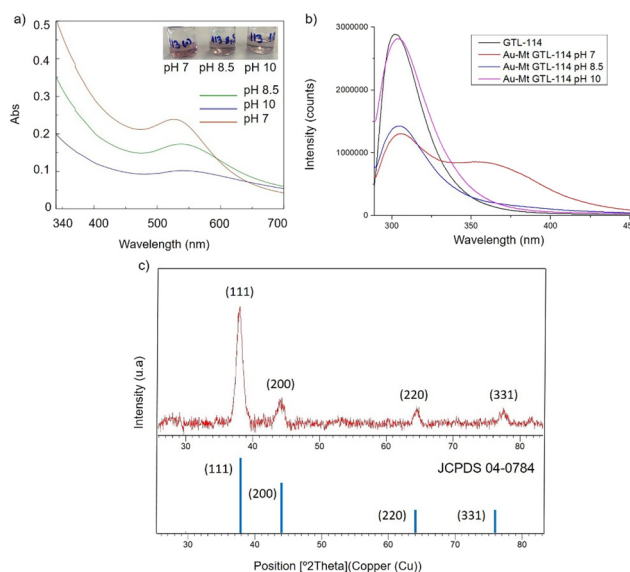 a)
Abs
0.5
0.4
0.3
0.2
0.1
0
340
400
500
600
700
Wavelength (nm)
pH 7
pH 8.5
pH 10
pH 8.5
pH 10
pH 7
b)
Intensity (counts)
3000000
2000000
1000000
0
300
350
400
450
Wavelength (nm)
GTL-114
Au-Mt GTL-114 pH 7
Au-Mt GTL-114 pH 8.5
Au-Mt GTL-114 pH 10
c)
Intensity (u.a)
(111)
(200)
(220)
(331)
30
40
50
60
70
80
JCPDS 04-0784
(111)
(200)
(220)
(331)
30
40
50
60
70
80
Position [°2Theta](Copper (Cu))